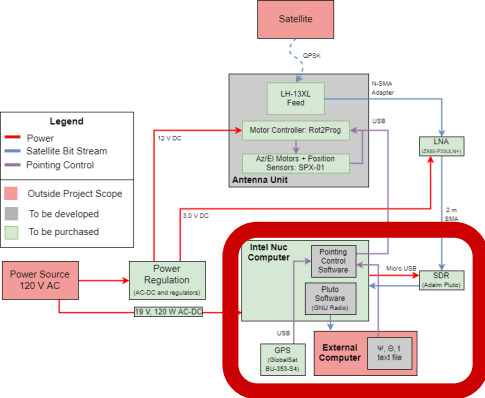 Satellite
QPSK
N-SMA
Adapter
LH-13XL
Feed
USB
Legend
Power
Satellite Bit Stream
Pointing Control
Outside Project Scope
To be developed
To be purchased
12 V DC
Motor Controller: Rot2Prog
Az/El Motors + Position
Sensors: SPX-01
Antenna Unit
LNA
(ZX60-P33ULN+)
3.0 V DC
2 m
SMA
Power Source
120 V AC
Power
Regulation
(AC-DC and regulators)
19 V, 120 W AC-DC
Intel Nuc
Computer
Pointing
Control
Software
Micro USB
SDR
(Adalm Pluto)
Pluto
Software
(GNU Radio)
USB
GPS
(GlobalSat
BU-353-S4)
External
Computer
Ψ, Θ, t
text file